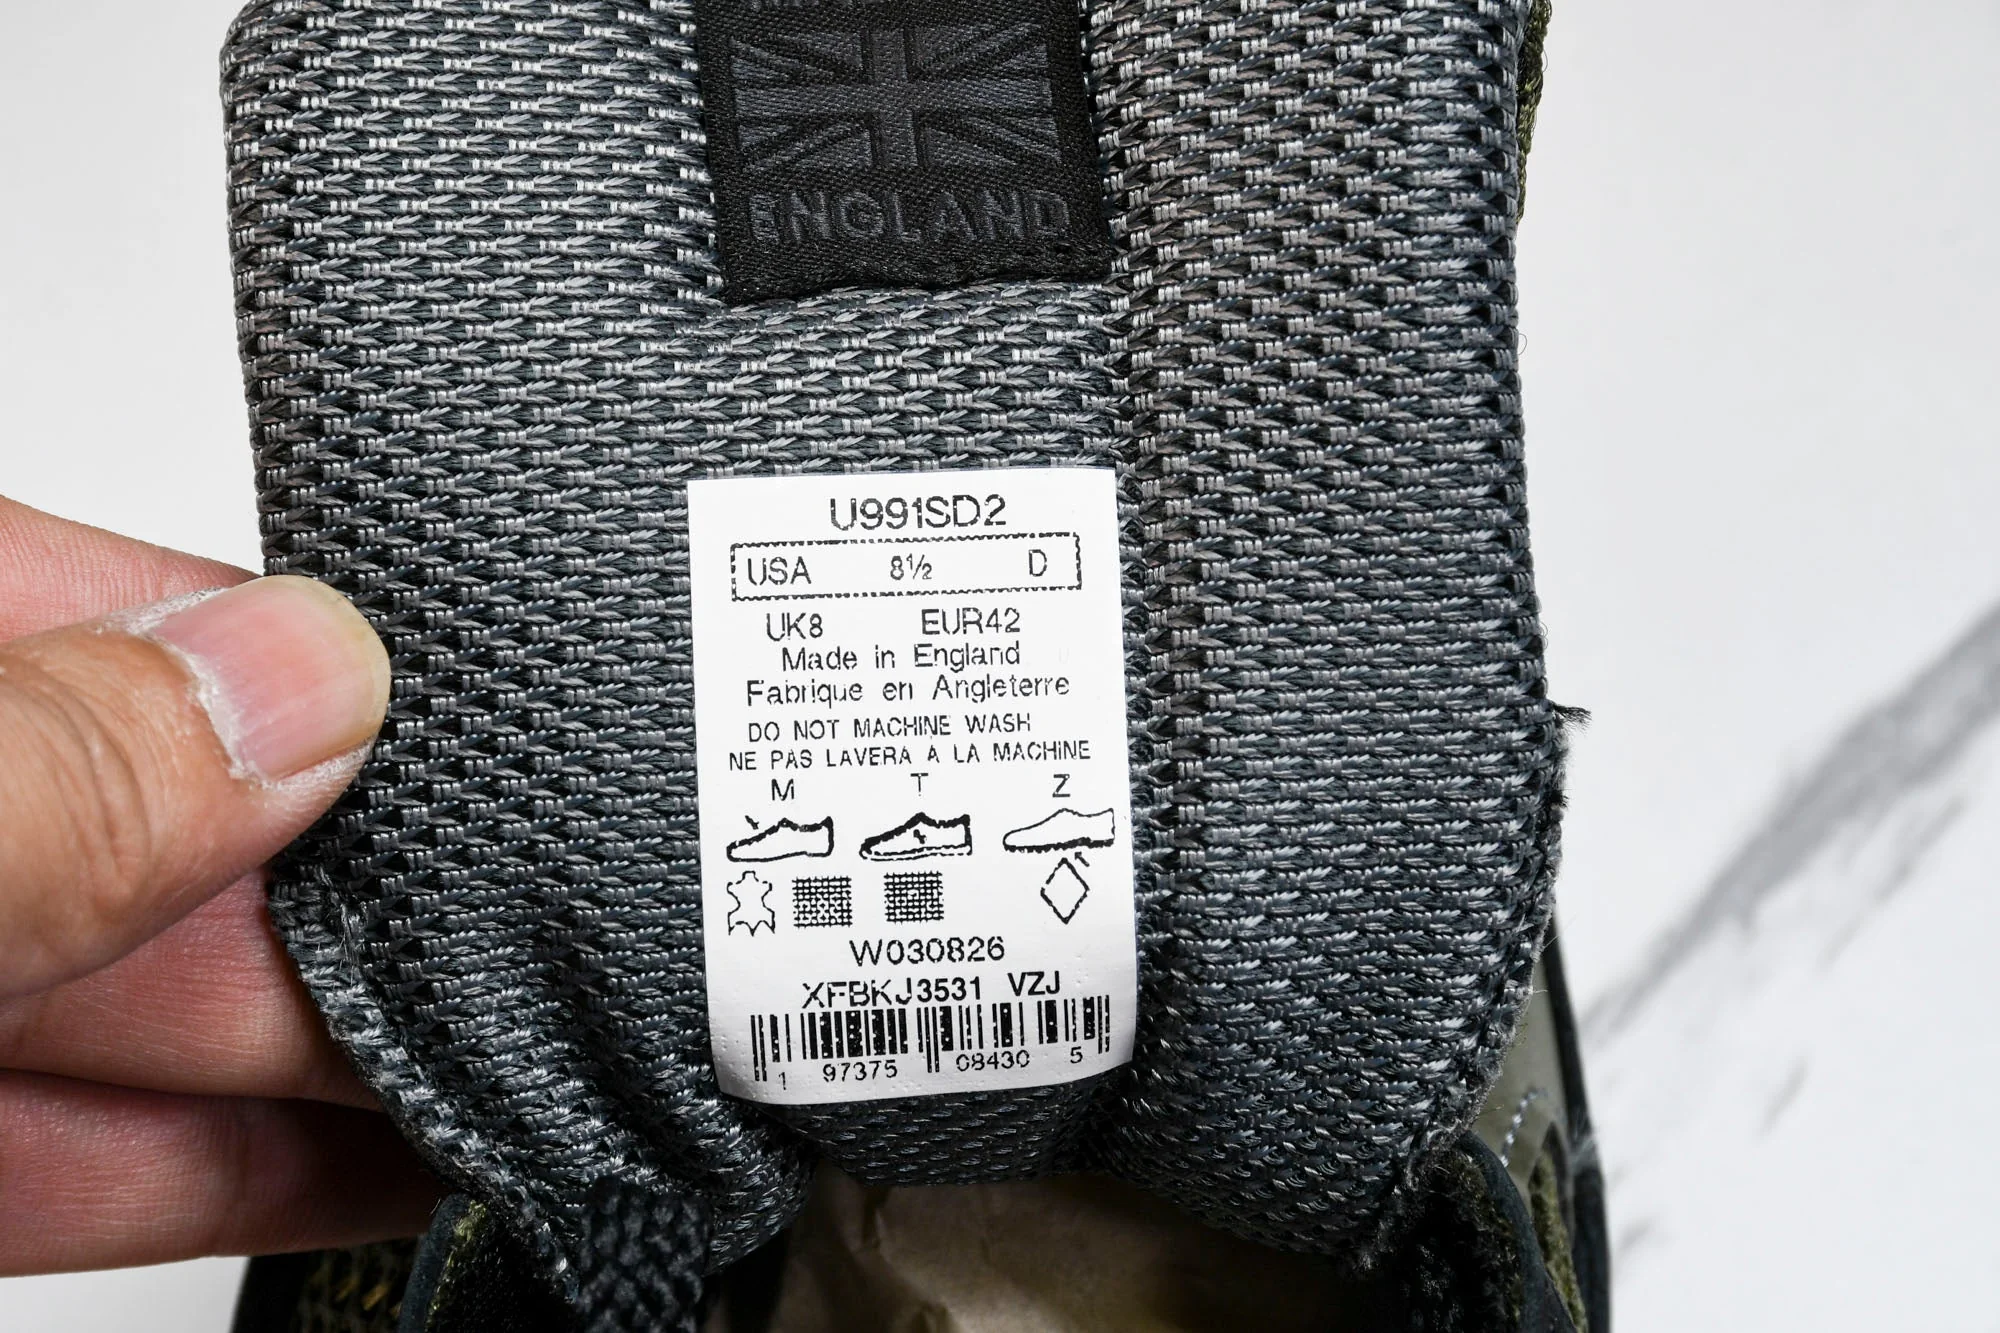 ENGLAND
U991SD2
USA 8½ D
UK8 EUR42
Made in England
Fabrique en Angleterre
DO NOT MACHINE WASH
NE PAS LAVERA A LA MACHINE
M T Z
W030826
XFBKJ3531 VZJ
1 97375 08430 5